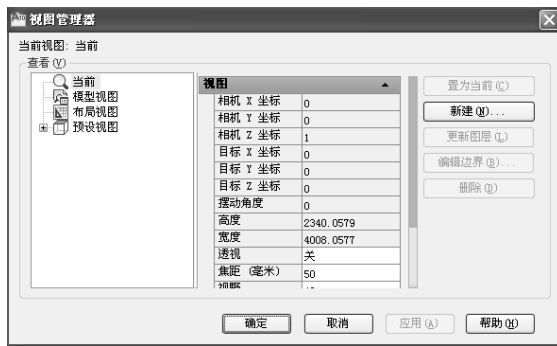 视图管理器
当前视图: 当前
查看(V)
当前
模型视图
布局视图
预设视图
视图
相机 X 坐标 0
相机 Y 坐标 0
相机 Z 坐标 1
目标 X 坐标 0
目标 Y 坐标 0
目标 Z 坐标 0
摆动角度 0
高度 2340.0579
宽度 4008.0577
透视 关
焦距 (毫米) 50
置为当前(C)
新建(N)...
更新图层(L)
编辑边界(B)...
删除(D)
确定
取消
应用(A)
帮助(H)